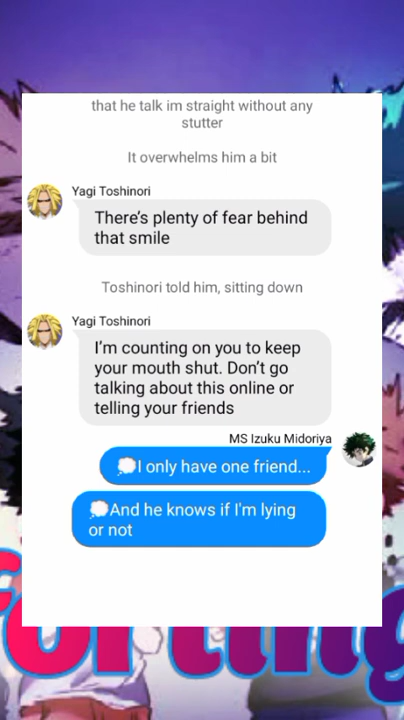 that he talk im straight without any
stutter
It overwhelms him a bit
Yagi Toshinori
There's plenty of fear behind
that smile
Toshinori told him, sitting down
Yagi Toshinori
I'm counting on you to keep
your mouth shut. Don't go
talking about this online or
telling your friends
MS Izuku Midoriya
💭I only have one friend...
💭And he knows if I'm lying
or not